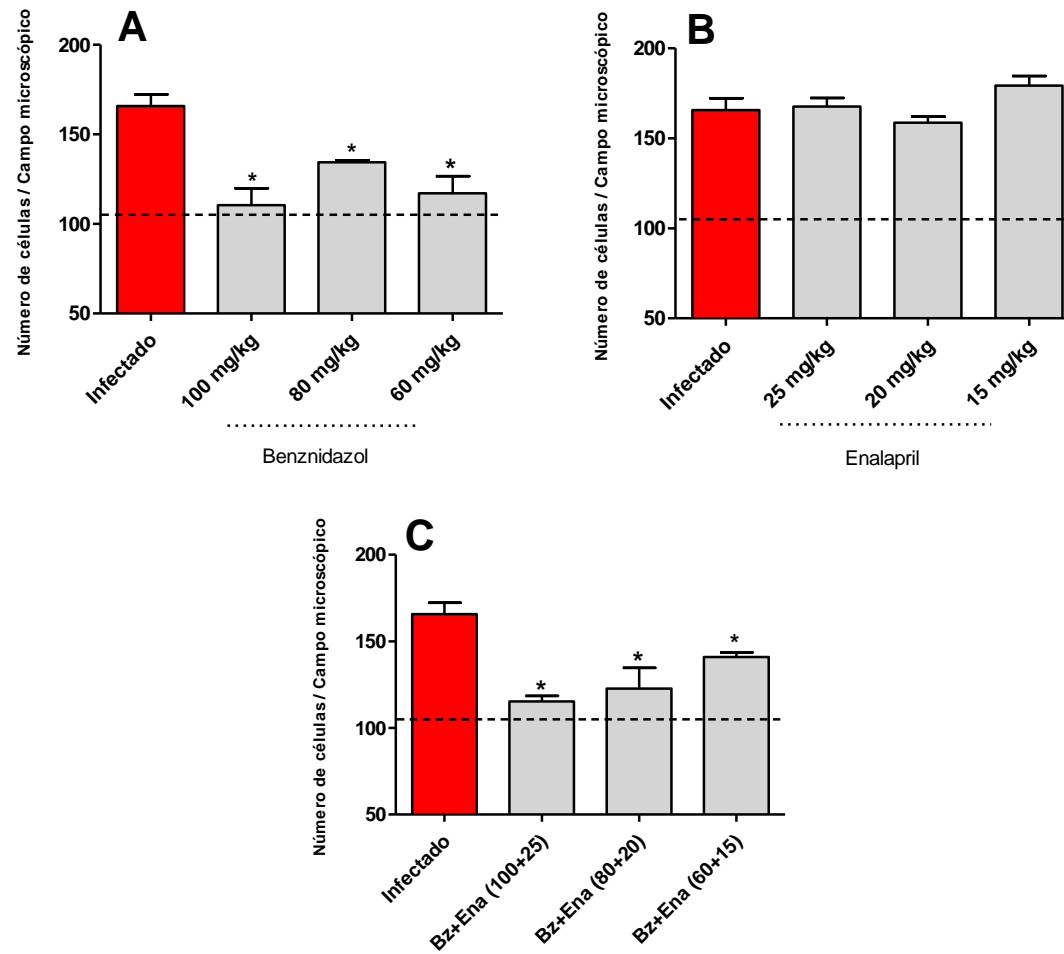 A
Número de células / Campo microscópico
200
150
100
50
*
*
*
Infectado
100 mg/kg
80 mg/kg
60 mg/kg
Benznidazol
B
Número de células / Campo microscópico
200
150
100
50
Infectado
25 mg/kg
20 mg/kg
15 mg/kg
Enalapril
C
Número de células / Campo microscópico
200
150
100
50
*
*
*
Infectado
Bz+Ena (100+25)
Bz+Ena (80+20)
Bz+Ena (60+15)